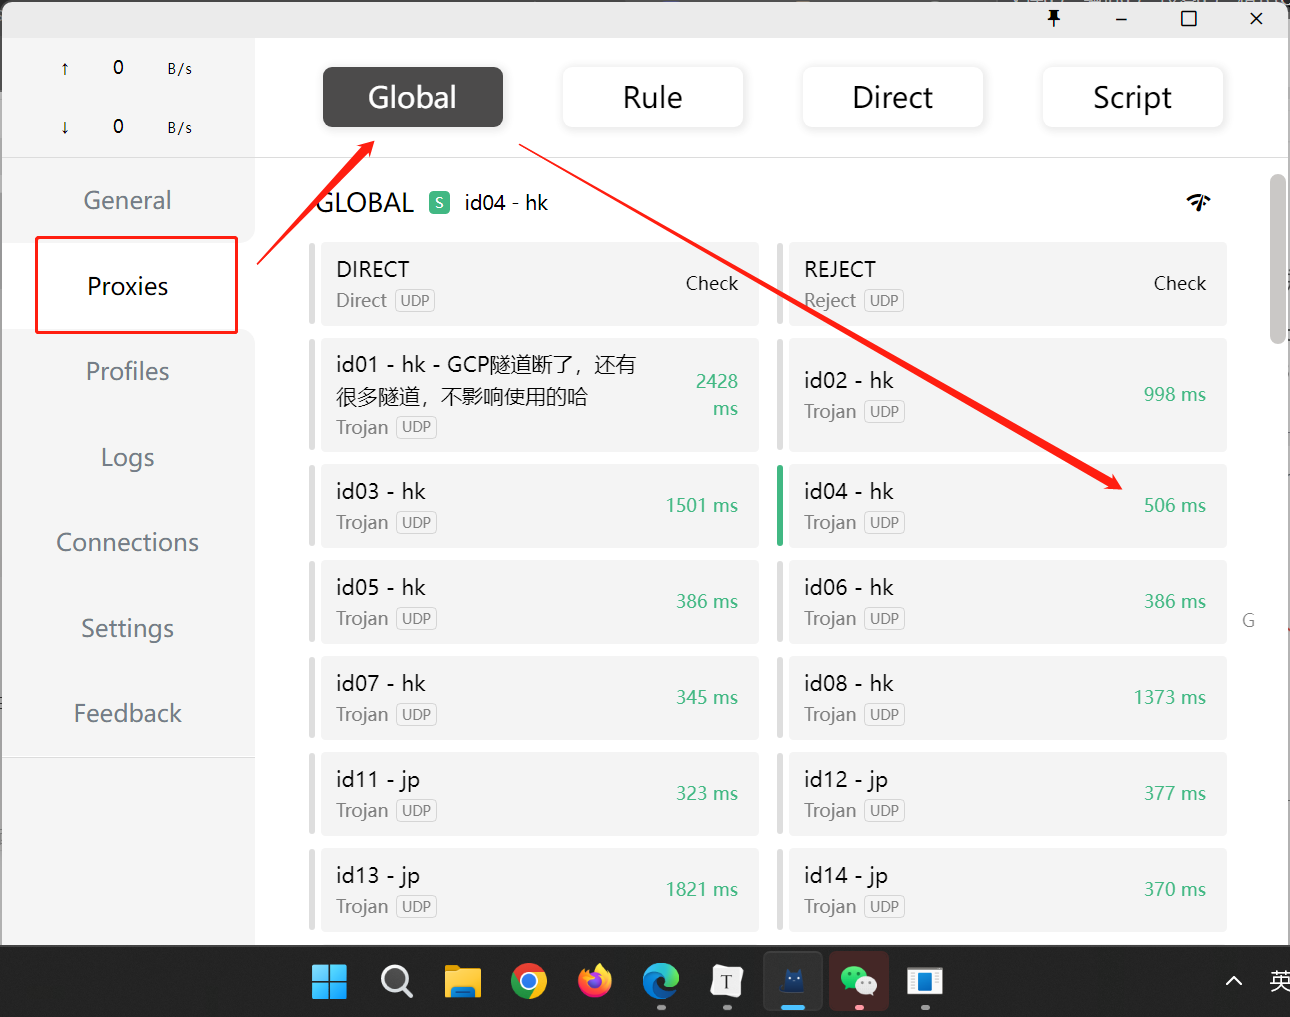 ↑ 0 B/s
↓ 0 B/s
General
Proxies
Profiles
Logs
Connections
Settings
Feedback
Global Rule Direct Script
GLOBAL S id04 - hk
DIRECT
Direct UDP
Check
REJECT
Reject UDP
Check
id01 - hk - GCP隧道断了，还有
很多隧道，不影响使用的哈
Trojan UDP
2428
ms
id02 - hk
Trojan UDP
998 ms
id03 - hk
Trojan UDP
1501 ms
id04 - hk
Trojan UDP
506 ms
id05 - hk
Trojan UDP
386 ms
id06 - hk
Trojan UDP
386 ms
G
id07 - hk
Trojan UDP
345 ms
id08 - hk
Trojan UDP
1373 ms
id11 - jp
Trojan UDP
323 ms
id12 - jp
Trojan UDP
377 ms
id13 - jp
Trojan UDP
1821 ms
id14 - jp
Trojan UDP
370 ms
T
英